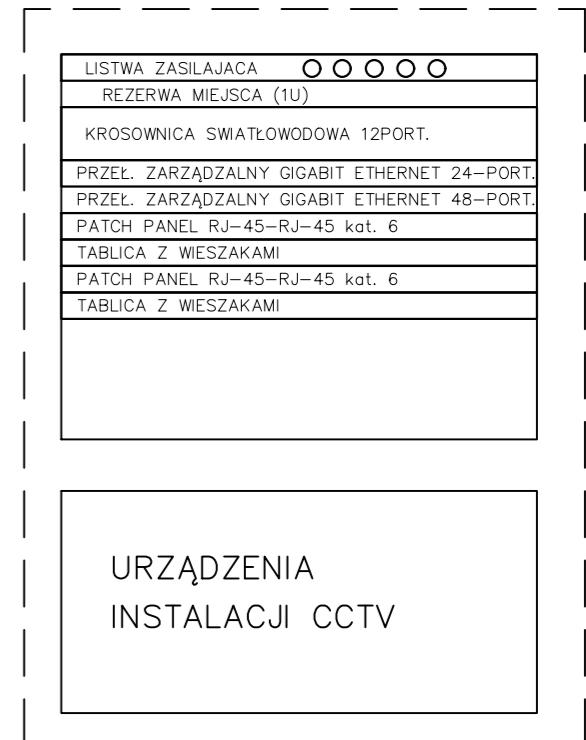 LISTWA ZASILAJACA
REZERWA MIEJSCA (1U)
KROSOWNICA SWIATŁOWODOWA 12PORT.
PRZEŁ. ZARZĄDZALNY GIGABIT ETHERNET 24-PORT.
PRZEŁ. ZARZĄDZALNY GIGABIT ETHERNET 48-PORT.
PATCH PANEL RJ-45-RJ-45 kat. 6
TABLICA Z WIESZAKAMI
PATCH PANEL RJ-45-RJ-45 kat. 6
TABLICA Z WIESZAKAMI
URZĄDZENIA
INSTALACJI CCTV